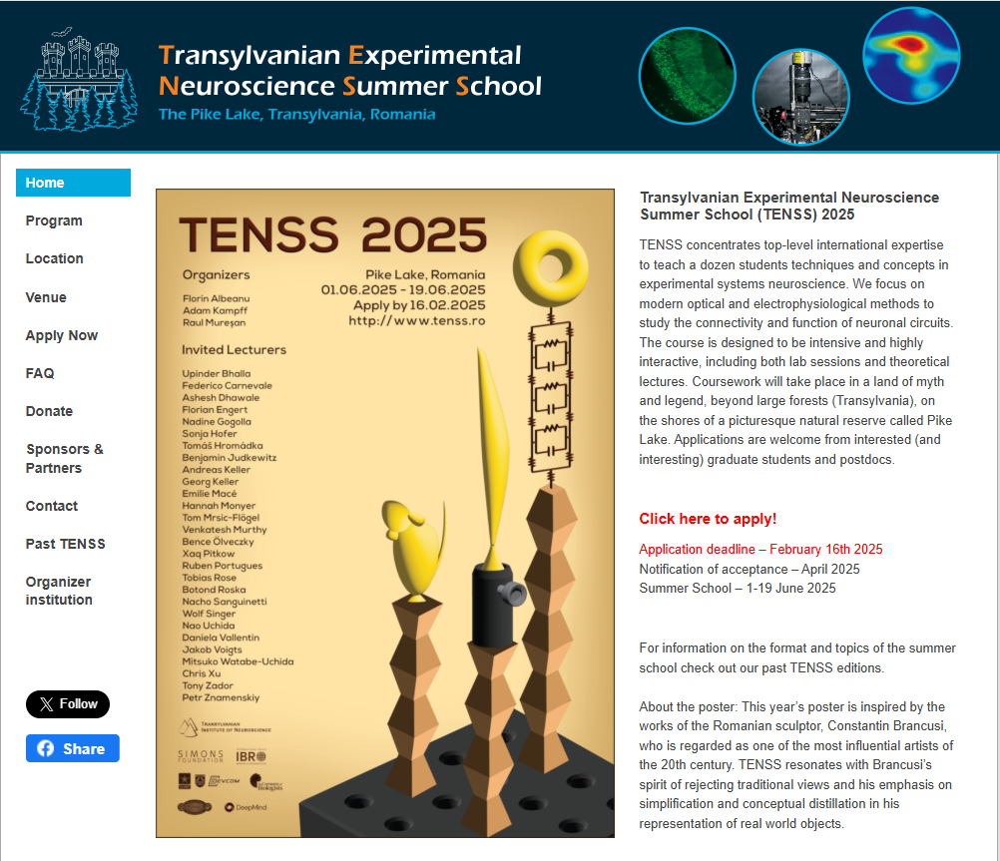 Transylvanian Experimental
Neuroscience Summer School
The Pike Lake, Transylvania, Romania
Home
Program
Location
Venue
Apply Now
FAQ
Donate
Sponsors &
Partners
Contact
Past TENSS
Organizer
institution
Follow
Share
TENSS 2025
Organizers
Florin Albeanu
Adam Kampff
Raul Mureșan
Pike Lake, Romania
01.06.2025 - 19.06.2025
Apply by 16.02.2025
http://www.tenss.ro
Invited Lecturers
Upinder Bhalla
Federico Carnevale
Ashesh Dhawale
Florian Engert
Nadine Gogolla
Sonja Hofer
Tomáš Hromádka
Benjamin Judkewitz
Andreas Keller
Georg Keller
Emilie Macé
Hannah Monyer
Tom Mrsic-Flögel
Venkatesh Murthy
Bence Ölveczky
Xaq Pitkow
Ruben Portugues
Tobias Rose
Botond Roska
Nacho Sanguinetti
Wolf Singer
Nao Uchida
Daniela Vallentin
Jakob Voigts
Mitsuko Watabe-Uchida
Chris Xu
Tony Zador
Petr Znamenskiy
Transylvanian
Institute of Neuroscience
SIMONS
FOUNDATION
IBRO
DEVCOM
DeepMind
Transylvanian Experimental Neuroscience
Summer School (TENSS) 2025
TENSS concentrates top-level international expertise
to teach a dozen students techniques and concepts in
experimental systems neuroscience. We focus on
modern optical and electrophysiological methods to
study the connectivity and function of neuronal circuits.
The course is designed to be intensive and highly
interactive, including both lab sessions and theoretical
lectures. Coursework will take place in a land of myth
and legend, beyond large forests (Transylvania), on
the shores of a picturesque natural reserve called Pike
Lake. Applications are welcome from interested (and
interesting) graduate students and postdocs.
Click here to apply!
Application deadline – February 16th 2025
Notification of acceptance – April 2025
Summer School – 1-19 June 2025
For information on the format and topics of the summer
school check out our past TENSS editions.
About the poster: This year's poster is inspired by the
works of the Romanian sculptor, Constantin Brancusi,
who is regarded as one of the most influential artists of
the 20th century. TENSS resonates with Brancusi's
spirit of rejecting traditional views and his emphasis on
simplification and conceptual distillation in his
representation of real world objects.